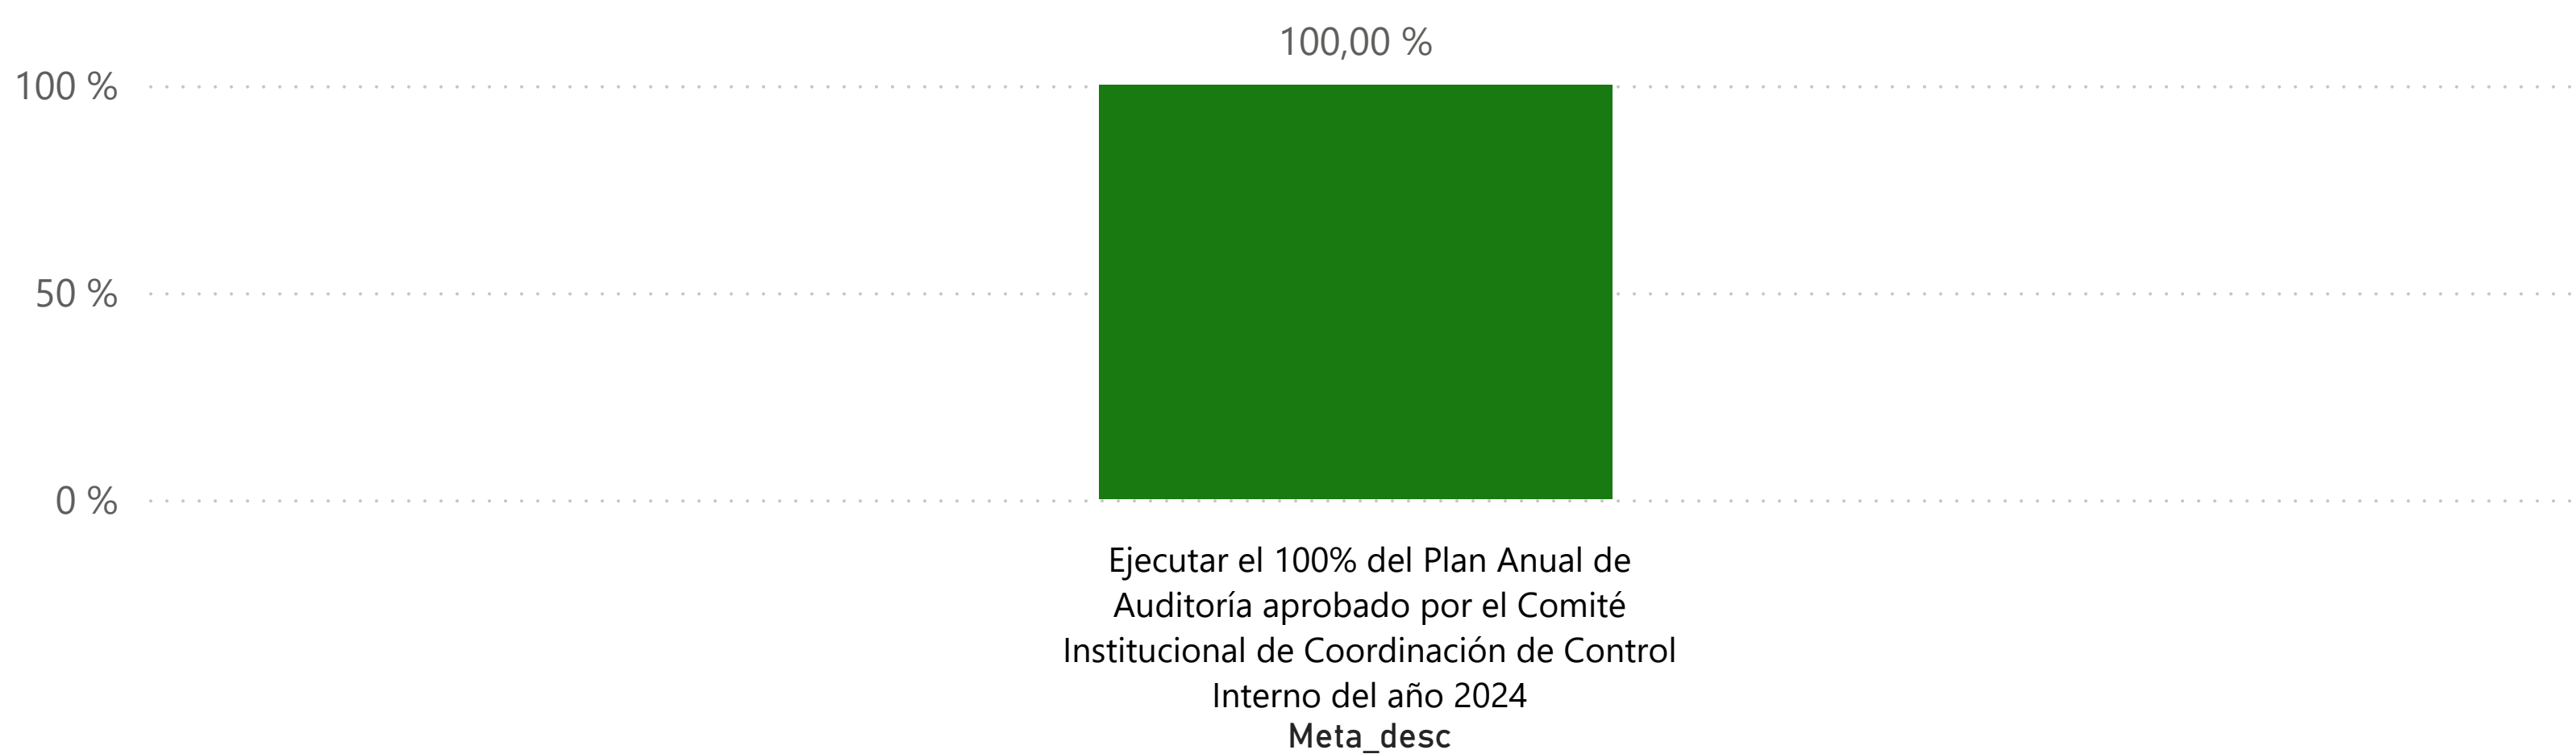 100,00 %
100 %
50 %
0 %
Ejecutar el 100% del Plan Anual de
Auditoría aprobado por el Comité
Institucional de Coordinación de Control
Interno del año 2024
Meta_desc